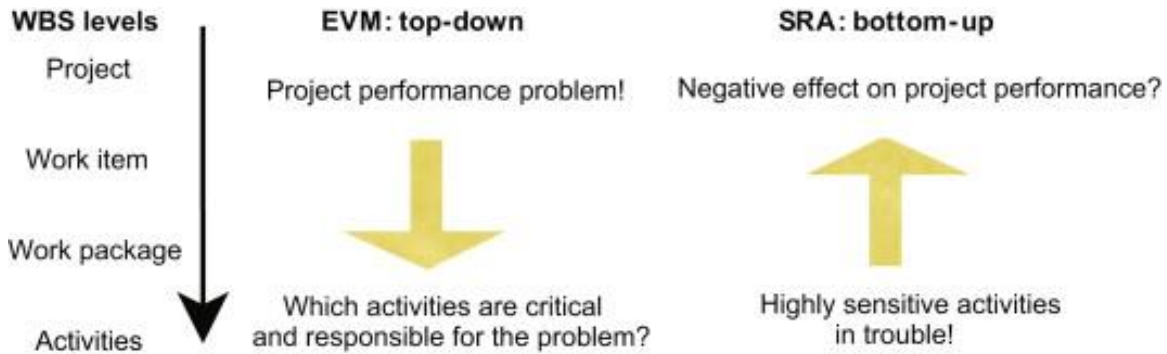 WBS levels
Project
Work item
Work package
Activities
EVM: top-down
Project performance problem!
Which activities are critical
and responsible for the problem?
SRA: bottom-up
Negative effect on project performance?
Highly sensitive activities
in trouble!